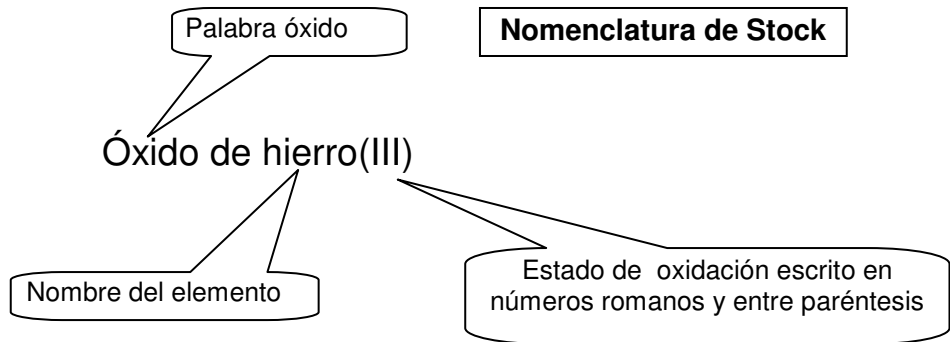 Palabra óxido
Nomenclatura de Stock
Óxido de hierro(III)
Nombre del elemento
Estado de oxidación escrito en
números romanos y entre paréntesis